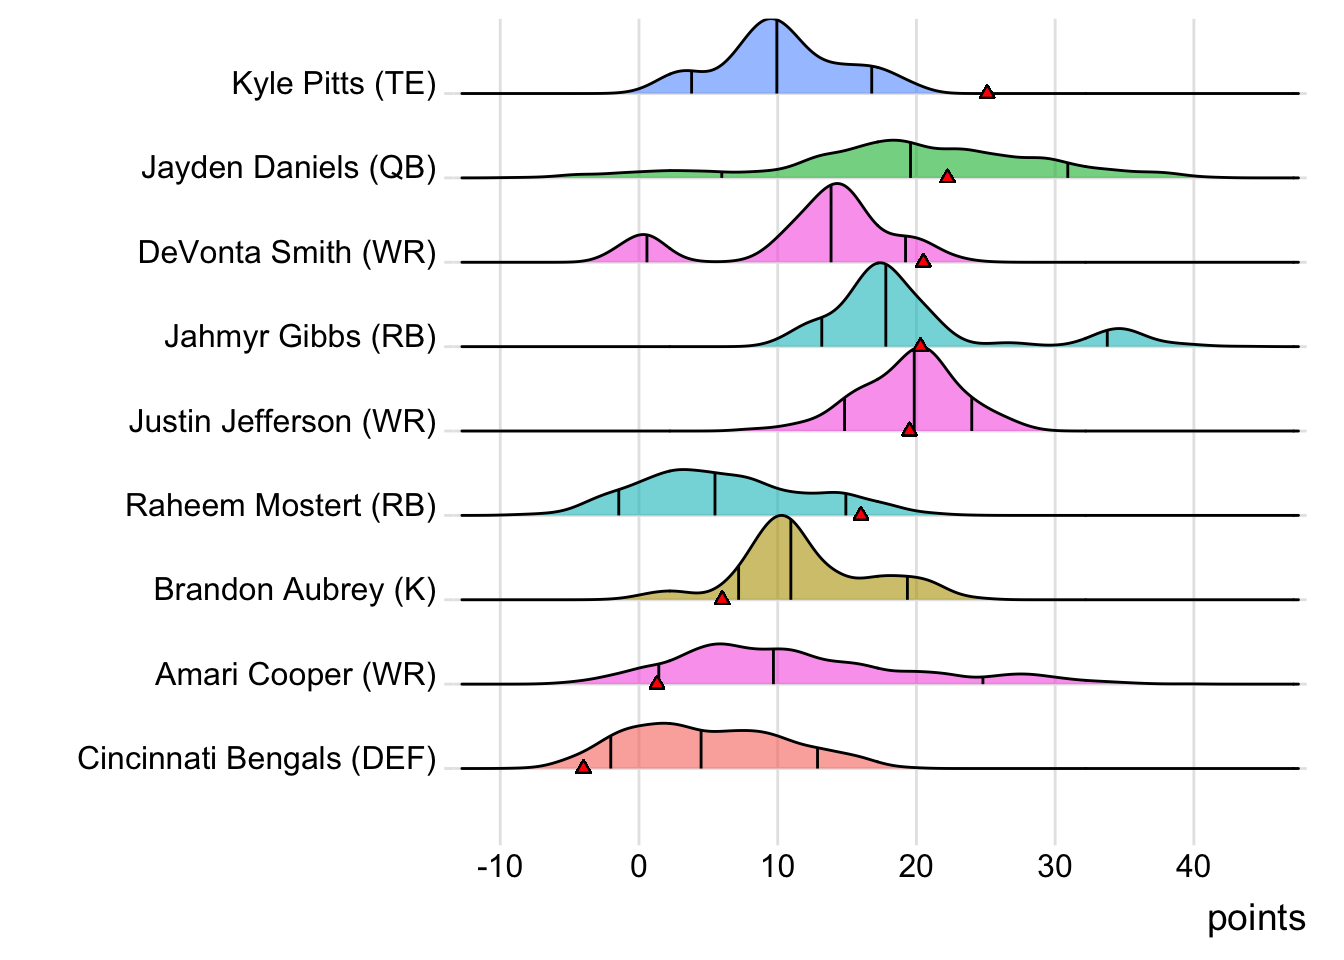 Kyle Pitts (TE)
Jayden Daniels (QB)
DeVonta Smith (WR)
Jahmyr Gibbs (RB)
Justin Jefferson (WR)
Raheem Mostert (RB)
Brandon Aubrey (K)
Amari Cooper (WR)
Cincinnati Bengals (DEF)
-10 0 10 20 30 40
points